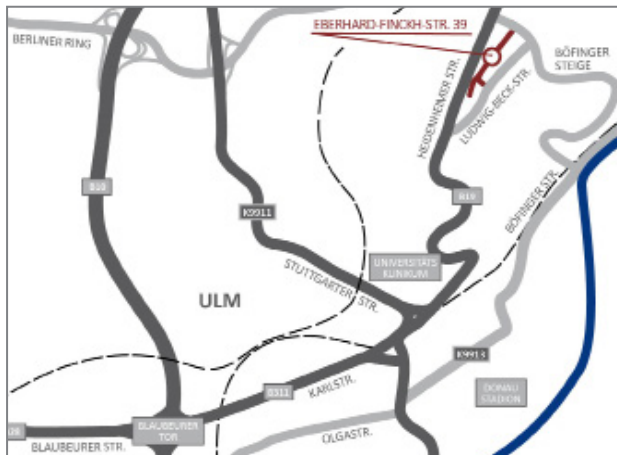 EBERHARD-FINCKH-STR. 39
BERLINER RING
BÖFINGER
STEIGE
HEIDENHEIMER STR.
LUDWIG-BECK-STR.
B10
B19
K9911
BÖFINGER STR.
UNIVERSITÄTS
KLINIKUM
STUTTGARTER STR.
ULM
K9913
B311
KARLSTR.
DONAU
STADION
BLAUBEURER
TOR
OLGASTR.
B28
BLAUBEURER STR.